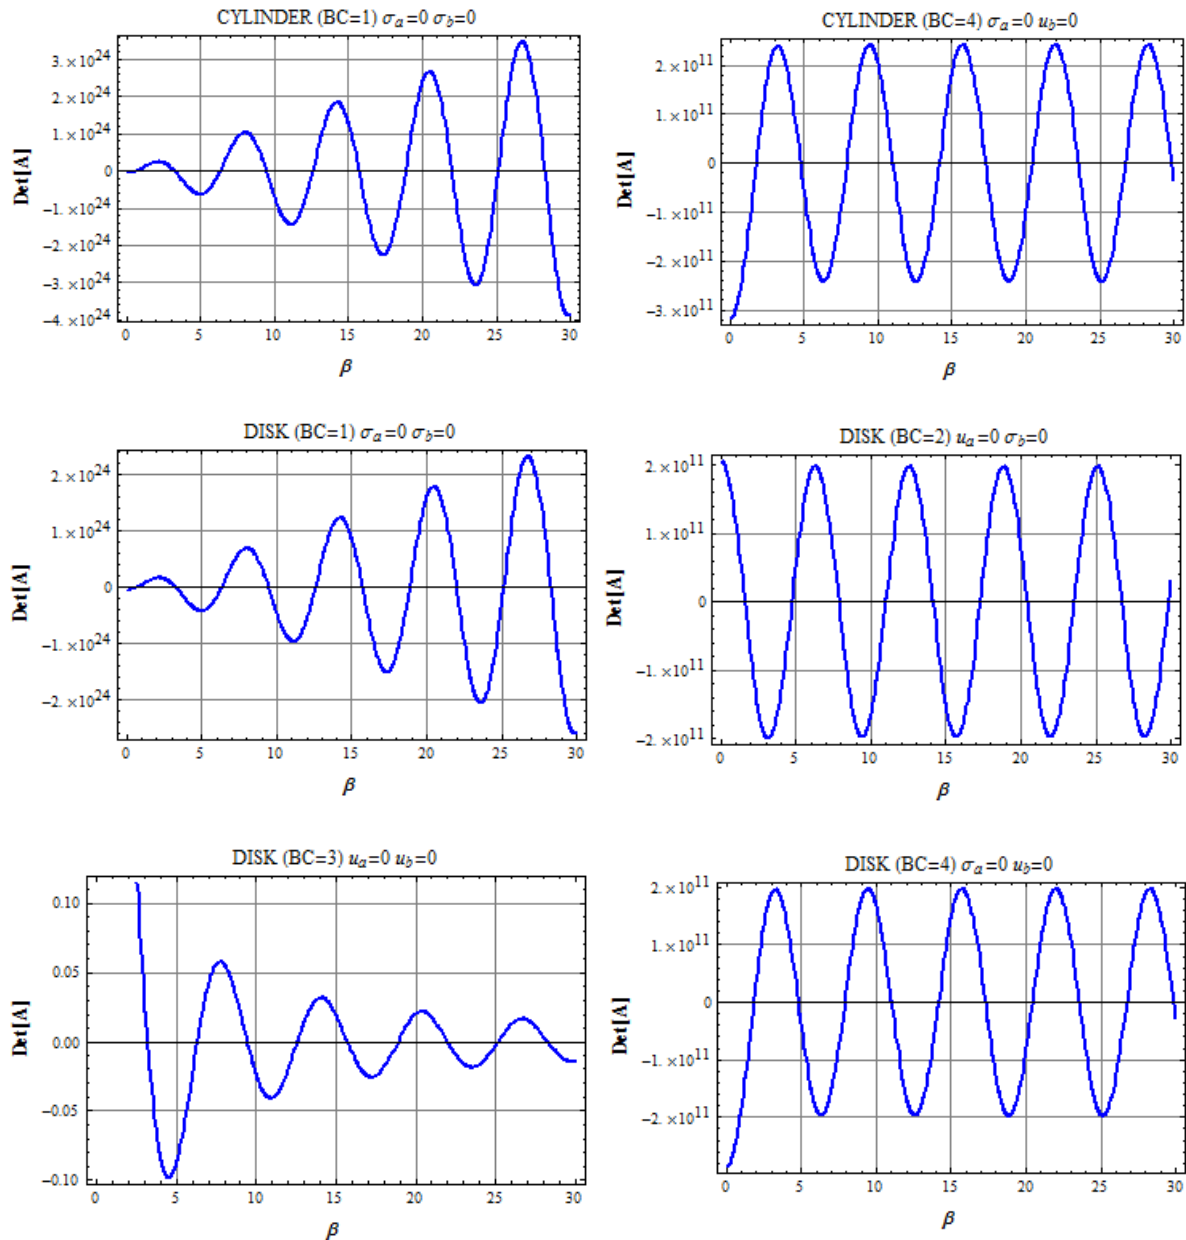 CYLINDER (BC=1) σa=0 σb=0
Det[A]
3.×10^24
2.×10^24
1.×10^24
0
-1.×10^24
-2.×10^24
-3.×10^24
-4.×10^24
0 5 10 15 20 25 30
β
CYLINDER (BC=4) σa=0 ub=0
Det[A]
2.×10^11
1.×10^11
0
-1.×10^11
-2.×10^11
-3.×10^11
0 5 10 15 20 25 30
β
DISK (BC=1) σa=0 σb=0
Det[A]
2.×10^24
1.×10^24
0
-1.×10^24
-2.×10^24
0 5 10 15 20 25 30
β
DISK (BC=2) ua=0 σb=0
Det[A]
2.×10^11
1.×10^11
0
-1.×10^11
-2.×10^11
0 5 10 15 20 25 30
β
DISK (BC=3) ua=0 ub=0
Det[A]
0.10
0.05
0.00
-0.05
-0.10
0 5 10 15 20 25 30
β
DISK (BC=4) σa=0 ub=0
Det[A]
2.×10^11
1.×10^11
0
-1.×10^11
-2.×10^11
0 5 10 15 20 25 30
β